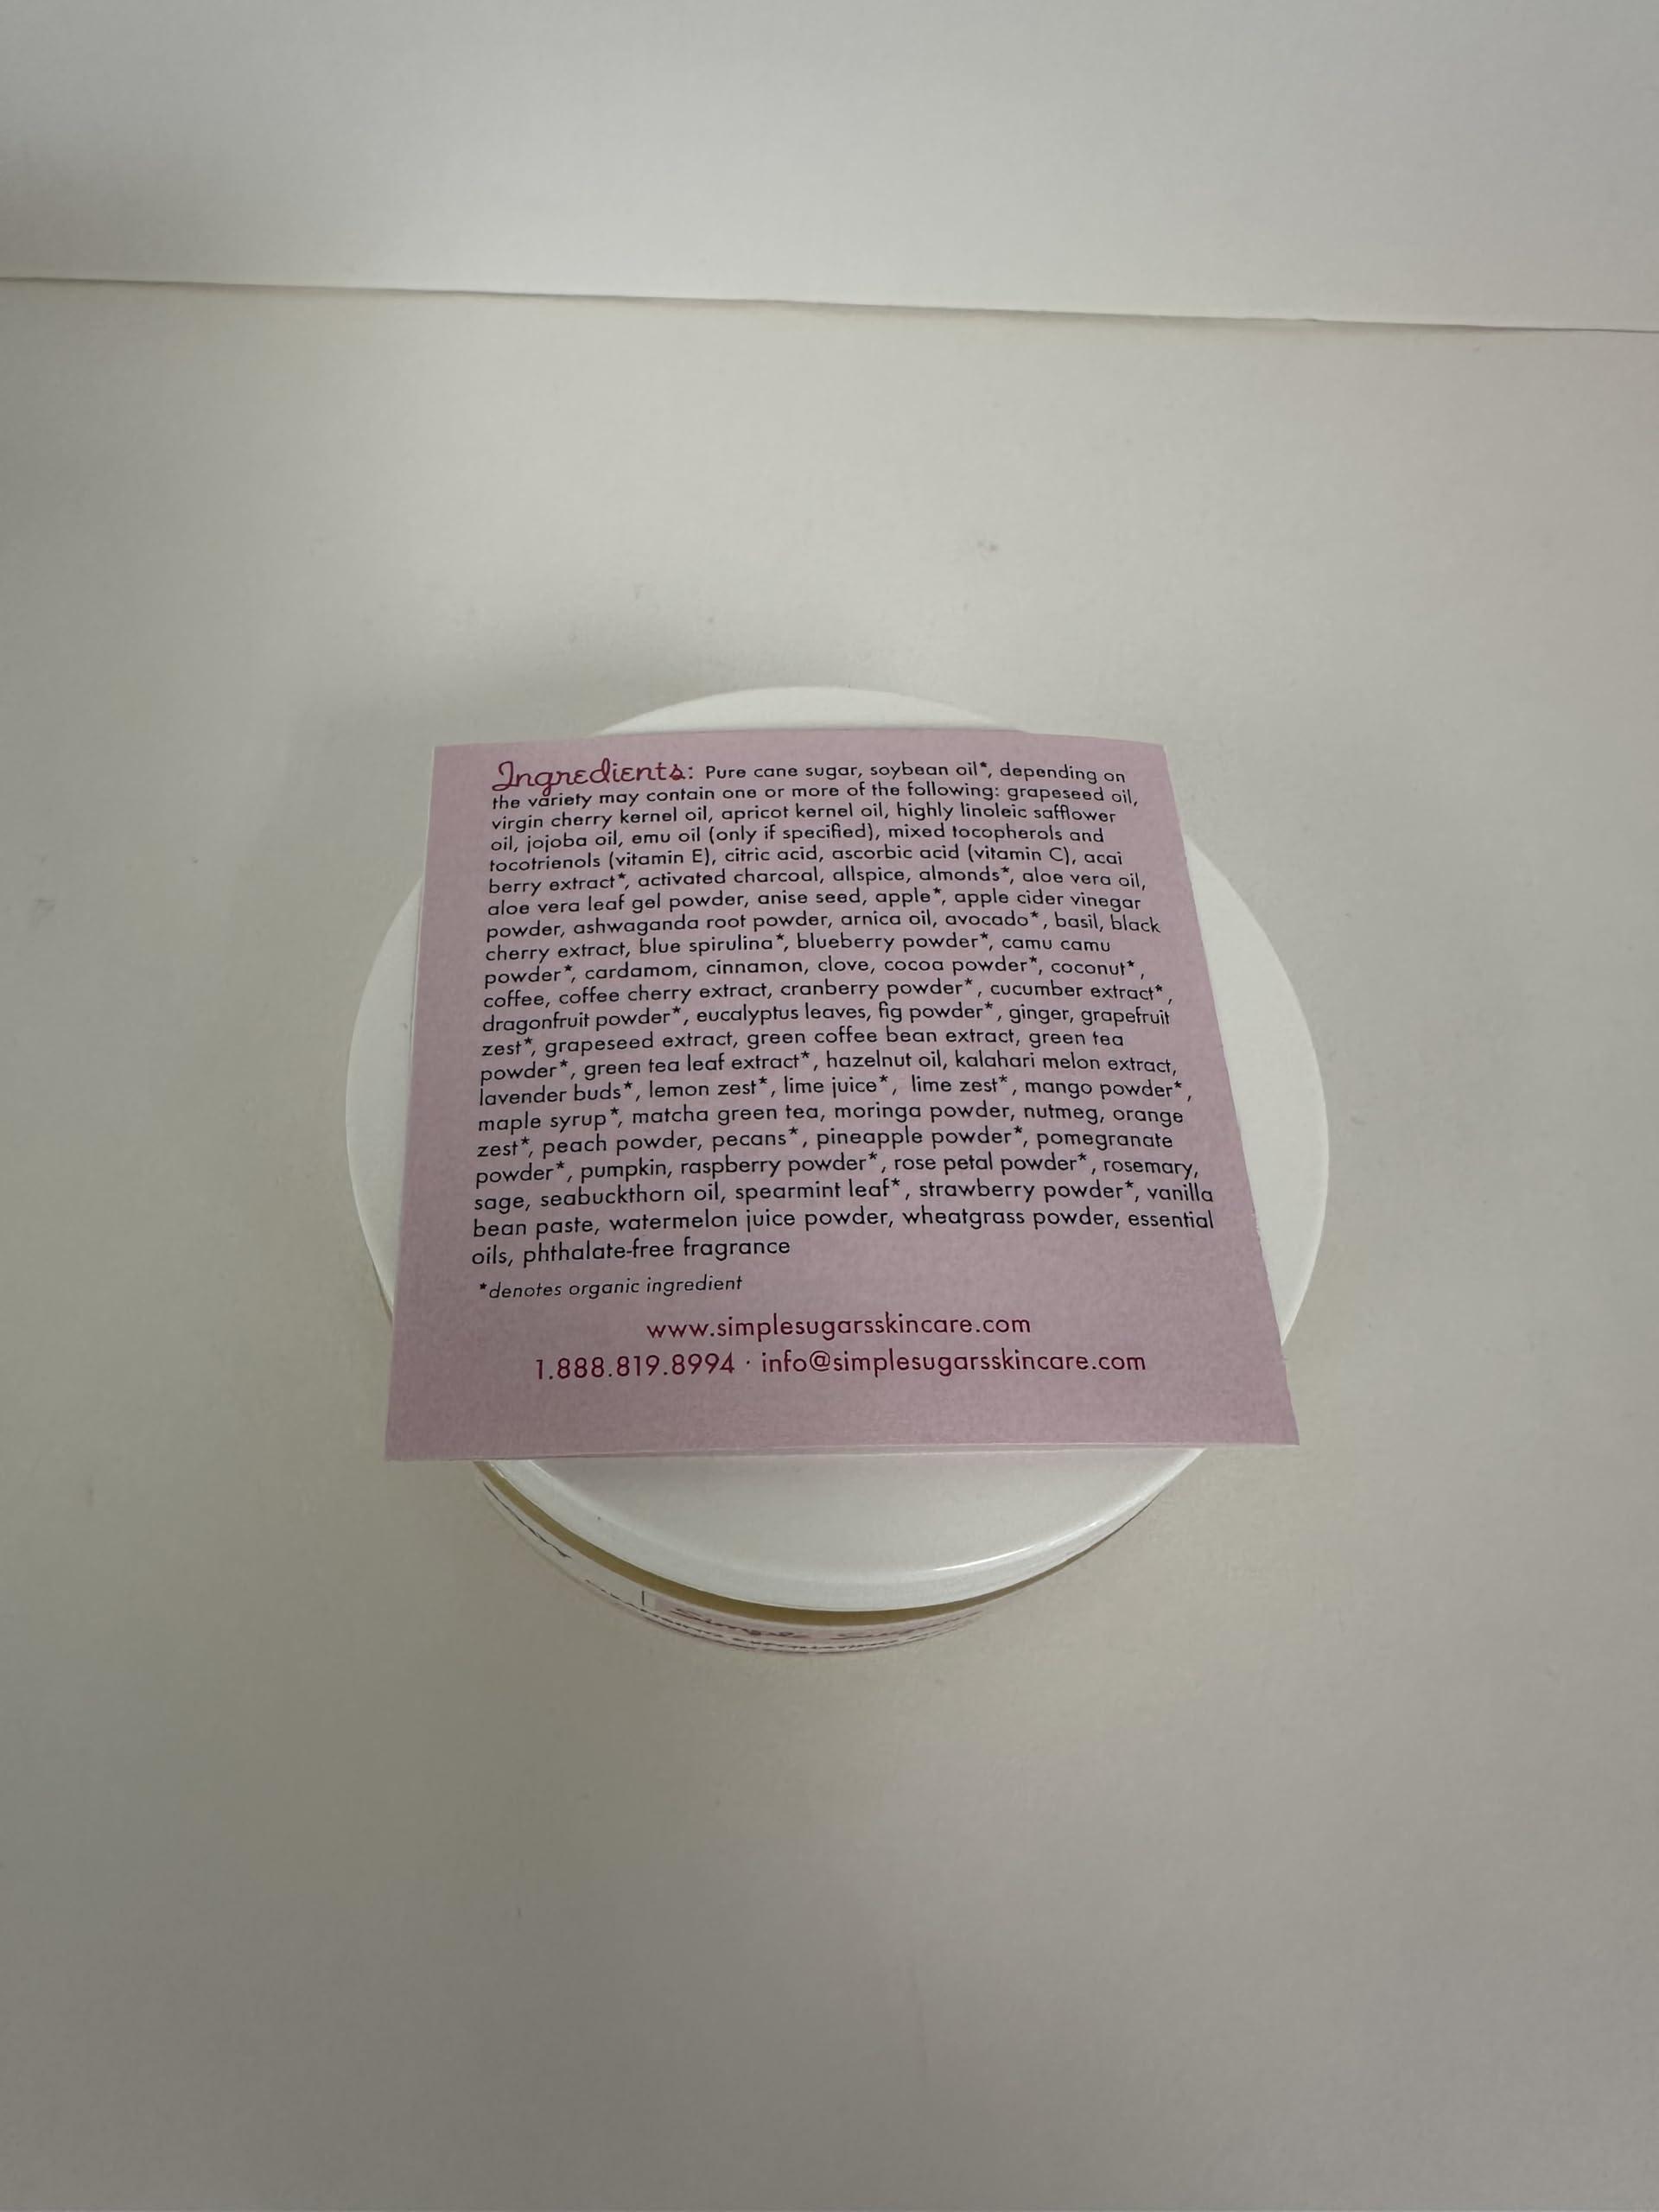 Ingredients: Pure cane sugar, soybean oil*, depending on
the variety may contain one or more of the following: grapeseed oil,
virgin cherry kernel oil, apricot kernel oil, highly linoleic safflower
oil, jojoba oil, emu oil (only if specified), mixed tocopherols and
tocotrienols (vitamin E), citric acid, ascorbic acid (vitamin C), acai
berry extract*, activated charcoal, allspice, almonds*, aloe vera oil,
aloe vera leaf gel powder, anise seed, apple*, apple cider vinegar
powder, ashwaganda root powder, arnica oil, avocado*, basil, black
cherry extract, blue spirulina*, blueberry powder*, camu camu
powder*, cardamom, cinnamon, clove, cocoa powder*, coconut*,
coffee, coffee cherry extract, cranberry powder*, cucumber extract*,
dragonfruit powder*, eucalyptus leaves, fig powder*, ginger, grapefruit
zest*, grapeseed extract, green coffee bean extract, green tea
powder*, green tea leaf extract*, hazelnut oil, kalahari melon extract,
lavender buds*, lemon zest*, lime juice*, lime zest*, mango powder*,
maple syrup*, matcha green tea, moringa powder, nutmeg, orange
zest*, peach powder, pecans*, pineapple powder*, pomegranate
powder*, pumpkin, raspberry powder*, rose petal powder*, rosemary,
sage, seabuckthorn oil, spearmint leaf*, strawberry powder*, vanilla
bean paste, watermelon juice powder, wheatgrass powder, essential
oils, phthalate-free fragrance
*denotes organic ingredient
www.simplesugarsskincare.com
1.888.819.8994 · info@simplesugarsskincare.com
Simple Sugars